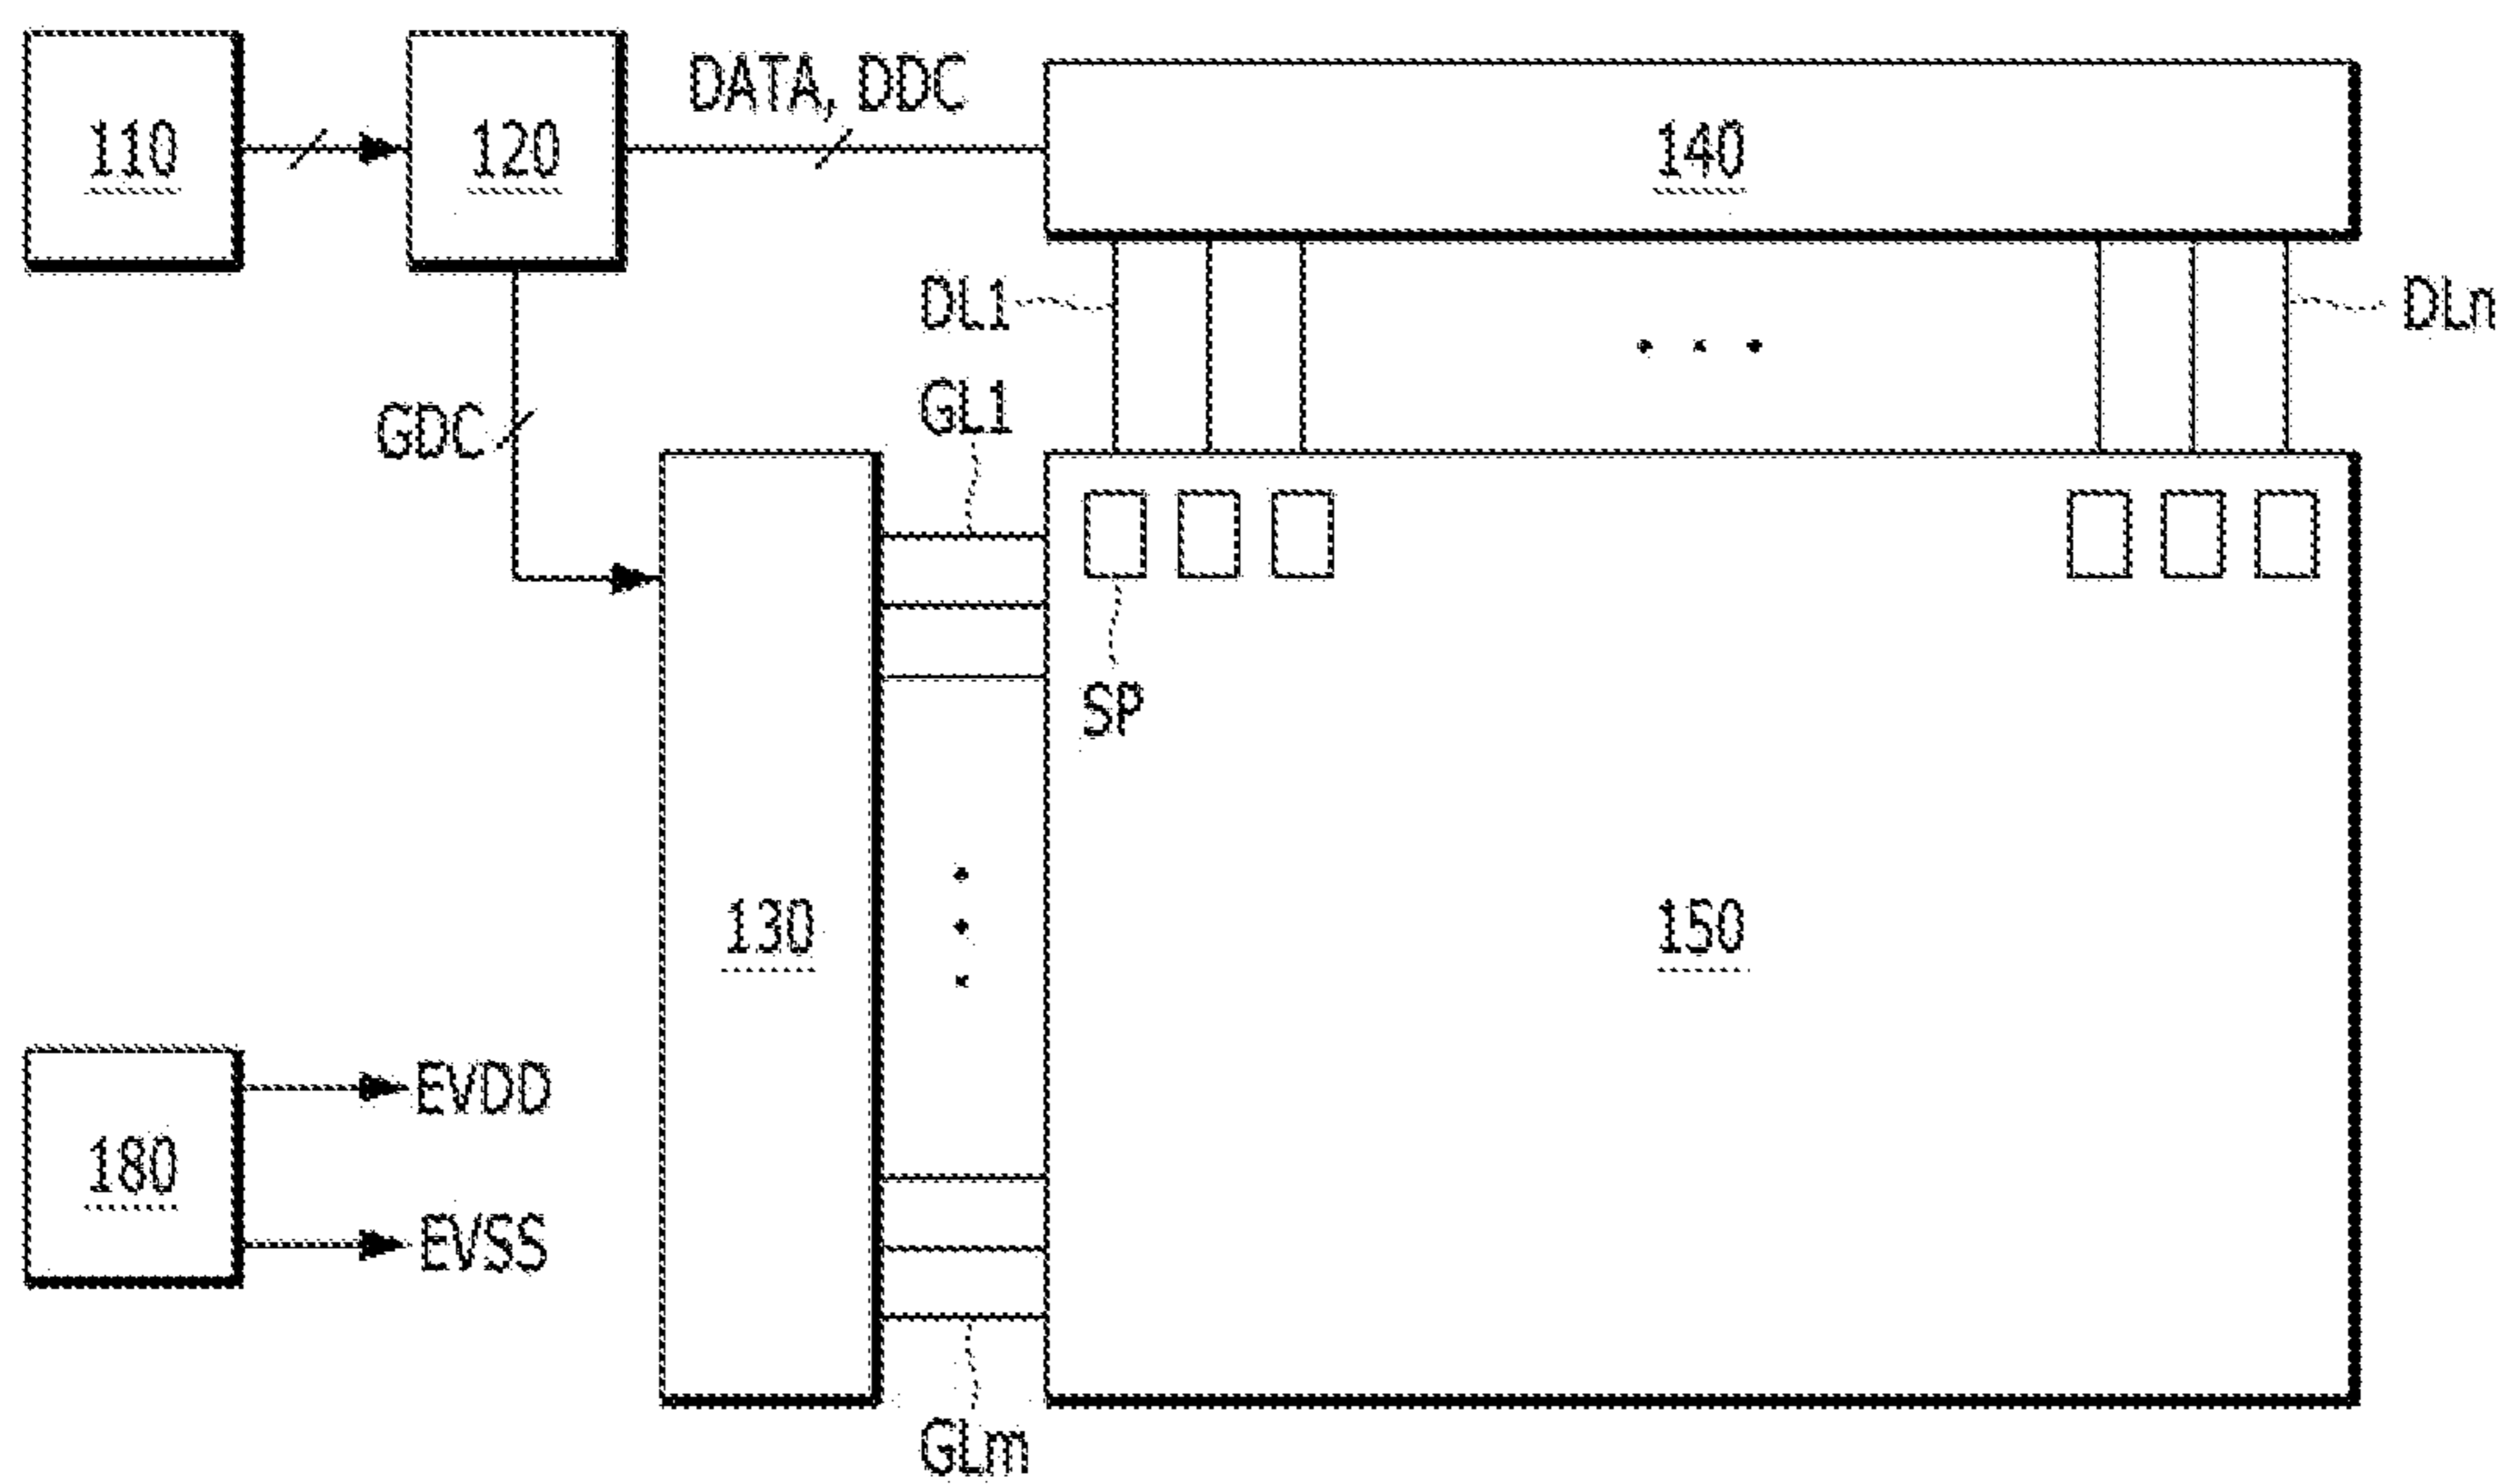 110
120
DATA, DDC
140
DL1
DLn
GL1
GDC
SP
130
150
EVDD
180
EVSS
GLm